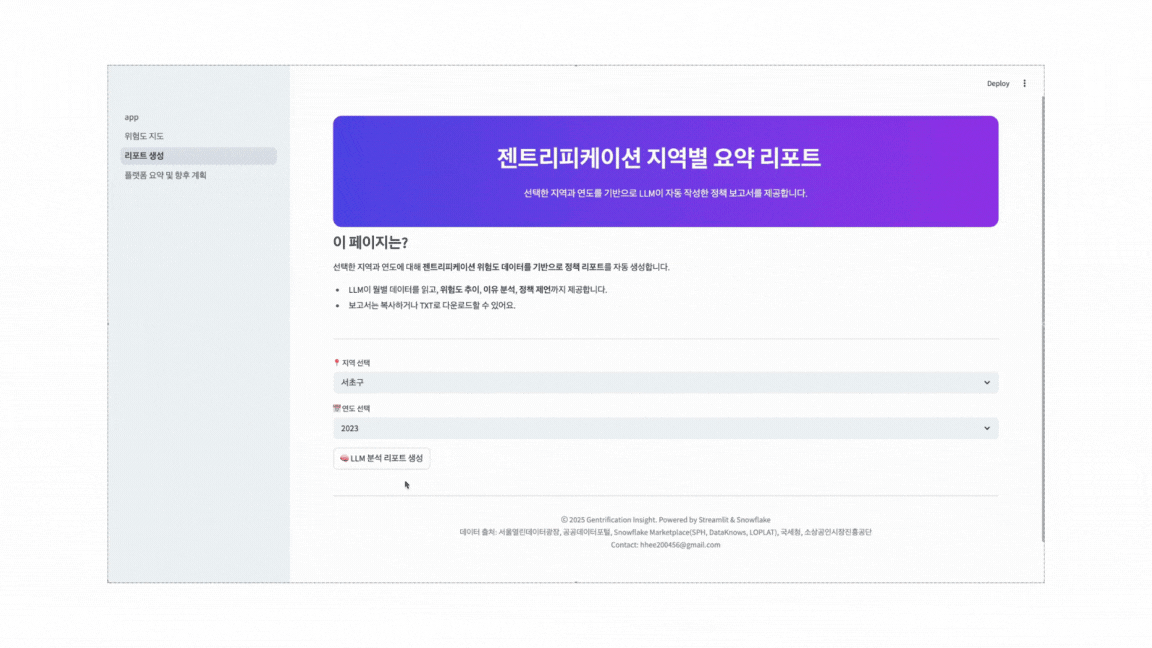 Deploy
app
위험도 지도
리포트 생성
플랫폼 요약 및 향후 계획
젠트리피케이션 지역별 요약 리포트
선택한 지역과 연도를 기반으로 LLM이 자동 작성한 정책 보고서를 제공합니다.
이 페이지는?
선택한 지역과 연도에 대해 젠트리피케이션 위험도 데이터를 기반으로 정책 리포트를 자동 생성합니다.
• LLM이 월별 데이터를 읽고, 위험도 추이, 이유 분석, 정책 제언까지 제공합니다.
• 보고서는 복사하거나 TXT로 다운로드할 수 있어요.
📍 지역 선택
서초구
📅 연도 선택
2023
🧠 LLM 분석 리포트 생성
© 2025 Gentrification Insight. Powered by Streamlit & Snowflake
데이터 출처: 서울열린데이터광장, 공공데이터포털, Snowflake Marketplace(SPH, DataKnows, LOPLAT), 국세청, 소상공인시장진흥공단
Contact: hhee200456@gmail.com